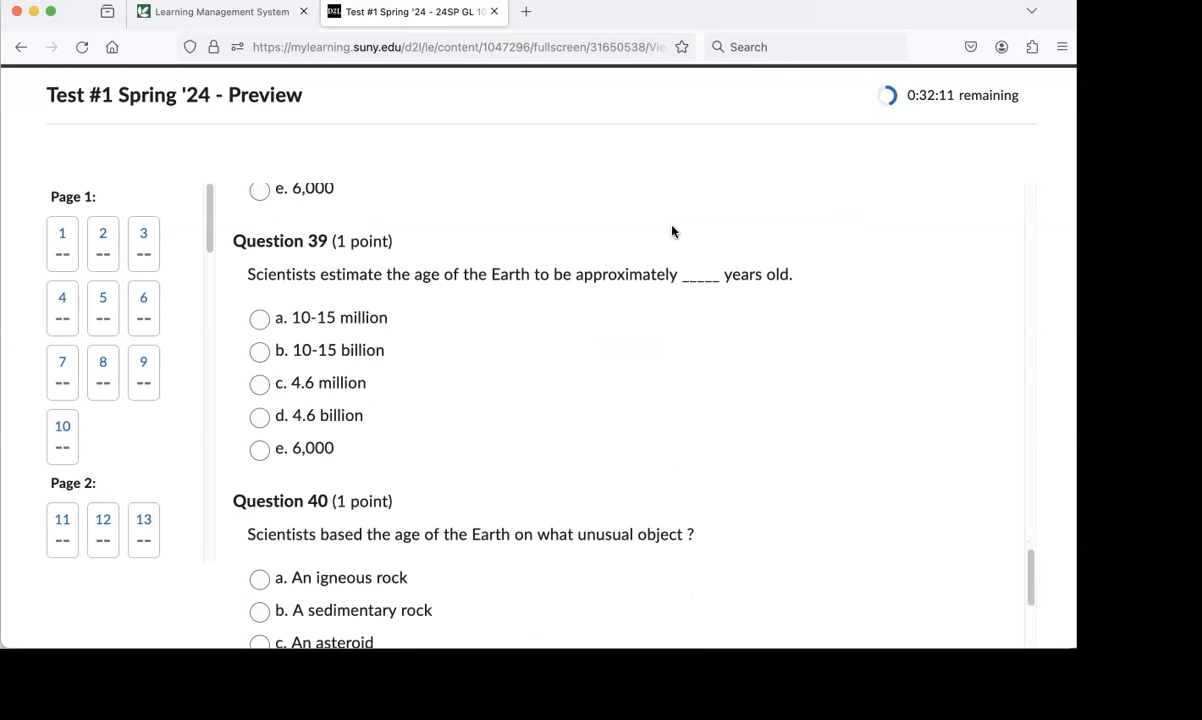 Learning Management System
Test #1 Spring '24 - 24SP GL 10
https://mylearning.suny.edu/d2l/le/content/1047296/fullscreen/31650538/Vie
Search
Test #1 Spring '24 - Preview
0:32:11 remaining
Page 1:
1 2 3
-- -- --
4 5 6
-- -- --
7 8 9
-- -- --
10
--
Page 2:
11 12 13
-- -- --
e. 6,000
Question 39 (1 point)
Scientists estimate the age of the Earth to be approximately _____ years old.
a. 10-15 million
b. 10-15 billion
c. 4.6 million
d. 4.6 billion
e. 6,000
Question 40 (1 point)
Scientists based the age of the Earth on what unusual object ?
a. An igneous rock
b. A sedimentary rock
c. An asteroid